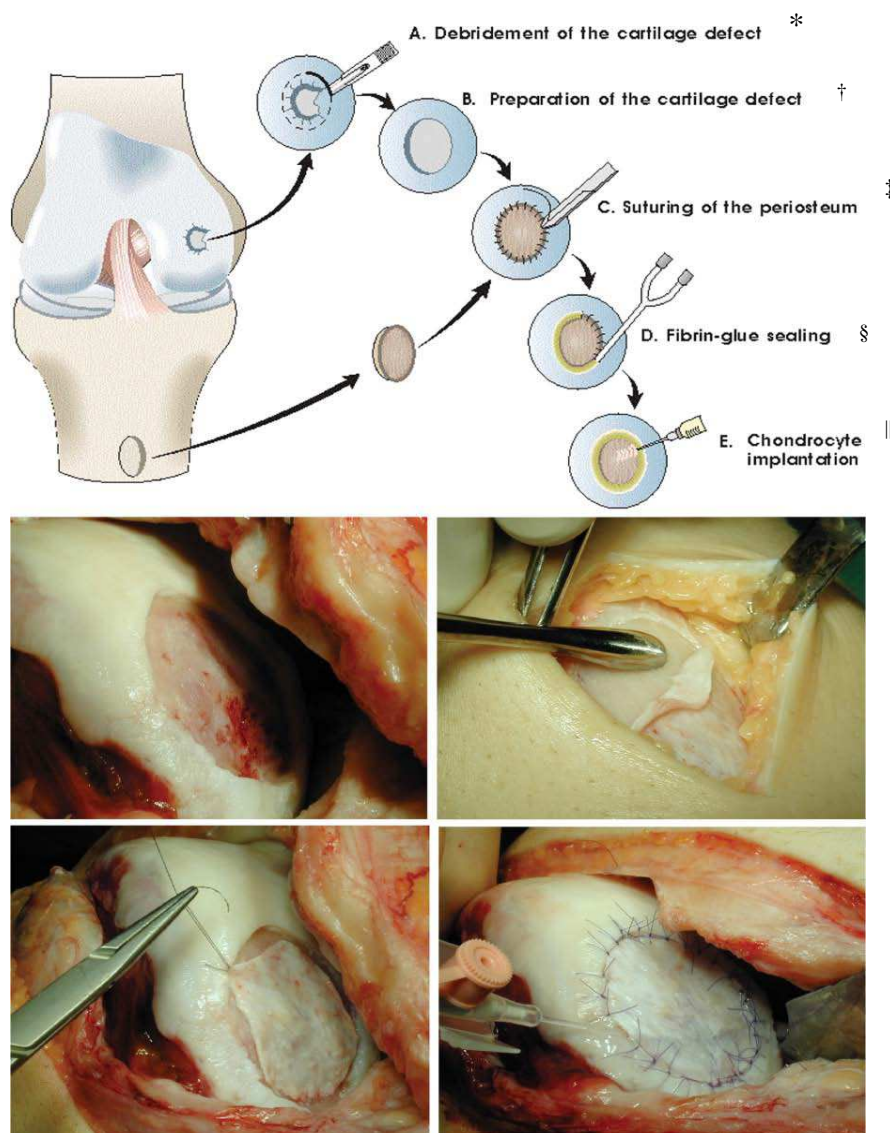 A. Debridement of the cartilage defect *
B. Preparation of the cartilage defect †
C. Suturing of the periosteum ‡
D. Fibrin-glue sealing §
E. Chondrocyte ||
implantation